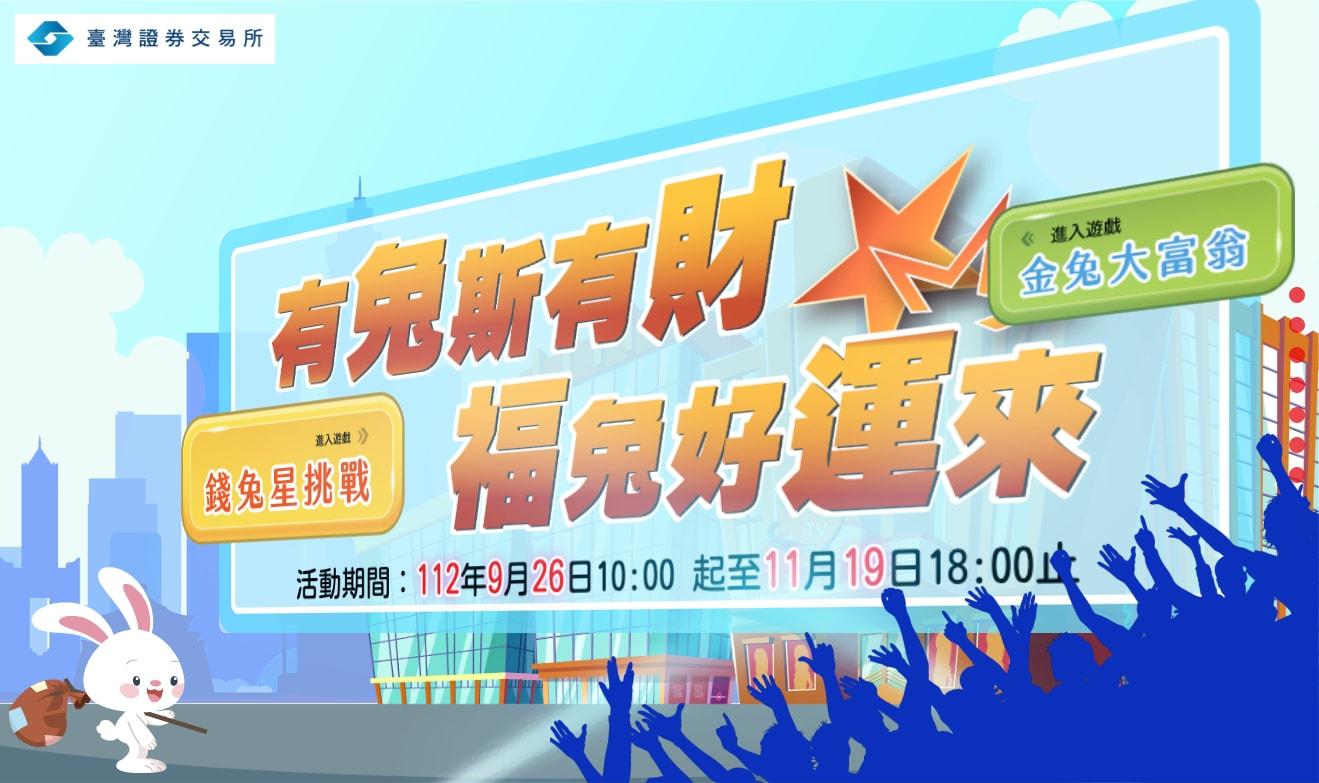 臺灣證券交易所
有兔斯有財
《 進入遊戲
金兔大富翁
福兔好運來
進入遊戲 》
錢兔星挑戰
TV
活動期間：112年9月26日10:00 起至11月19日18:00止